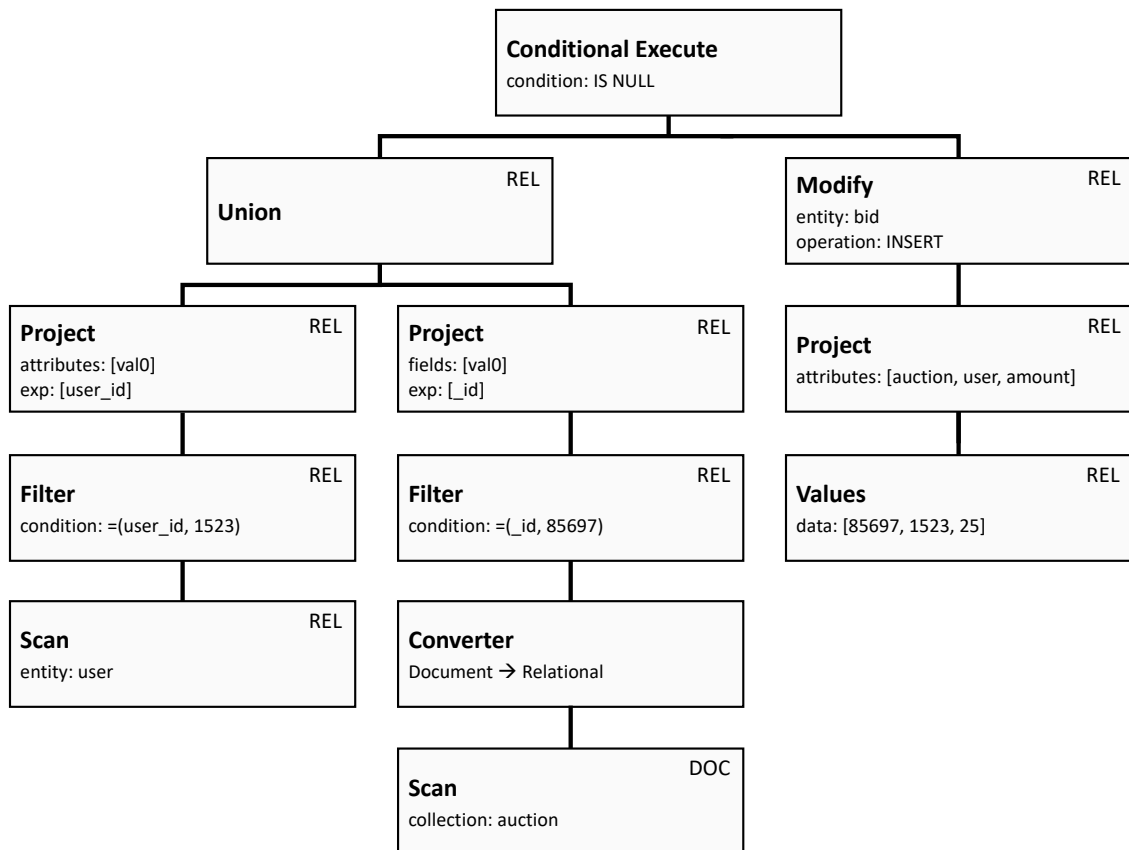 Conditional Execute
condition: IS NULL
REL
Union
REL
Modify
entity: bid
operation: INSERT
REL
Project
attributes: [val0]
exp: [user_id]
REL
Project
fields: [val0]
exp: [_id]
REL
Project
attributes: [auction, user, amount]
REL
Filter
condition: =(user_id, 1523)
REL
Filter
condition: =(_id, 85697)
REL
Values
data: [85697, 1523, 25]
REL
Scan
entity: user
Converter
Document → Relational
DOC
Scan
collection: auction